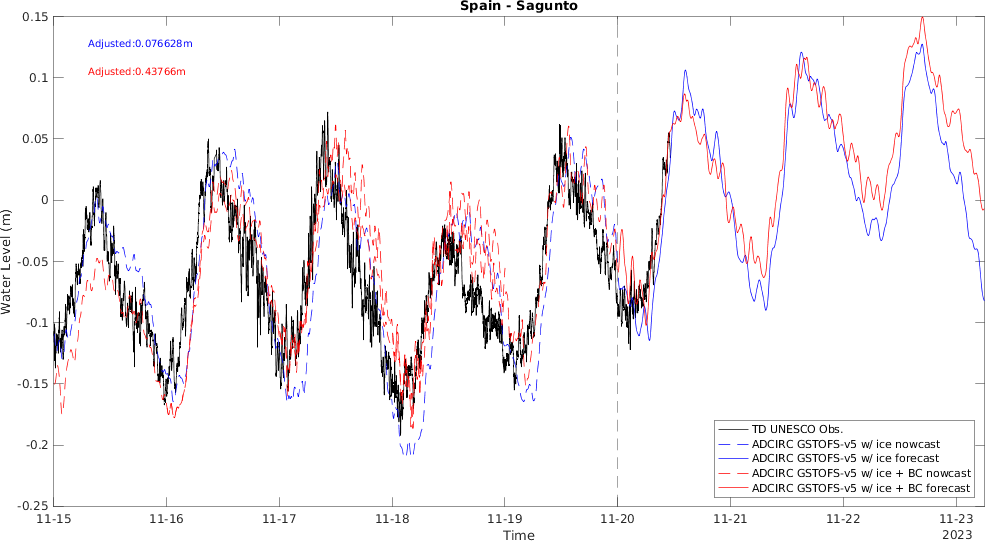 Spain - Sagunto
Adjusted:0.076628m
Adjusted:0.43766m
0.15
0.1
0.05
0
-0.05
-0.1
-0.15
-0.2
-0.25
Water Level (m)
TD UNESCO Obs.
ADCIRC GSTOFS-v5 w/ ice nowcast
ADCIRC GSTOFS-v5 w/ ice forecast
ADCIRC GSTOFS-v5 w/ ice + BC nowcast
ADCIRC GSTOFS-v5 w/ ice + BC forecast
11-15 11-16 11-17 11-18 11-19 11-20 11-21 11-22 11-23
Time 2023